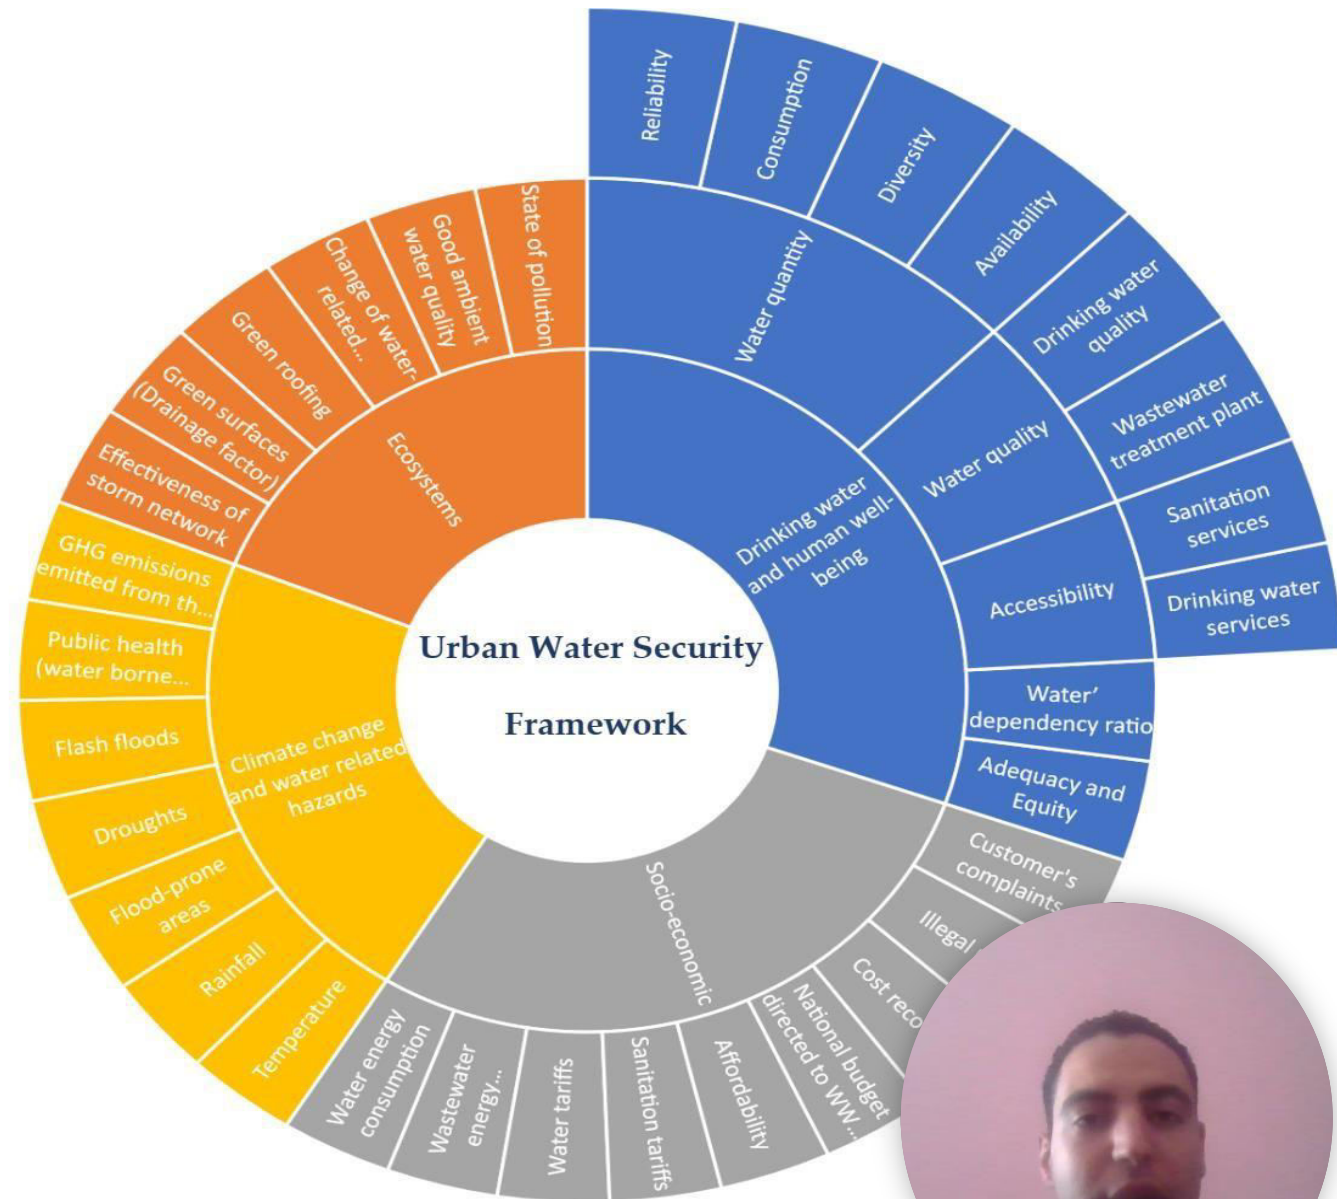 Urban Water Security
Framework
Drinking water
and human well-
being
Water quantity
Reliability
Consumption
Diversity
Availability
Water quality
Drinking water
quality
Wastewater
treatment plant
Accessibility
Sanitation
services
Drinking water
services
Water’
dependency ratio
Adequacy and
Equity
Socio-economic
Customer's
complaints
Illegal
Cost
National budget
directed to WW...
Affordability
Sanitation tariffs
Water tariffs
Wastewater
energy...
Water energy
consumption
Climate change
and water related
hazards
Temperature
Rainfall
Flood-prone
areas
Droughts
Flash floods
Public health
(water borne...
GHG emissions
emitted from th...
Ecosystems
Effectiveness of
storm network
Green surfaces
(Drainage factor)
Green roofing
Change of water-
related...
Good ambient
water quality
State of pollution